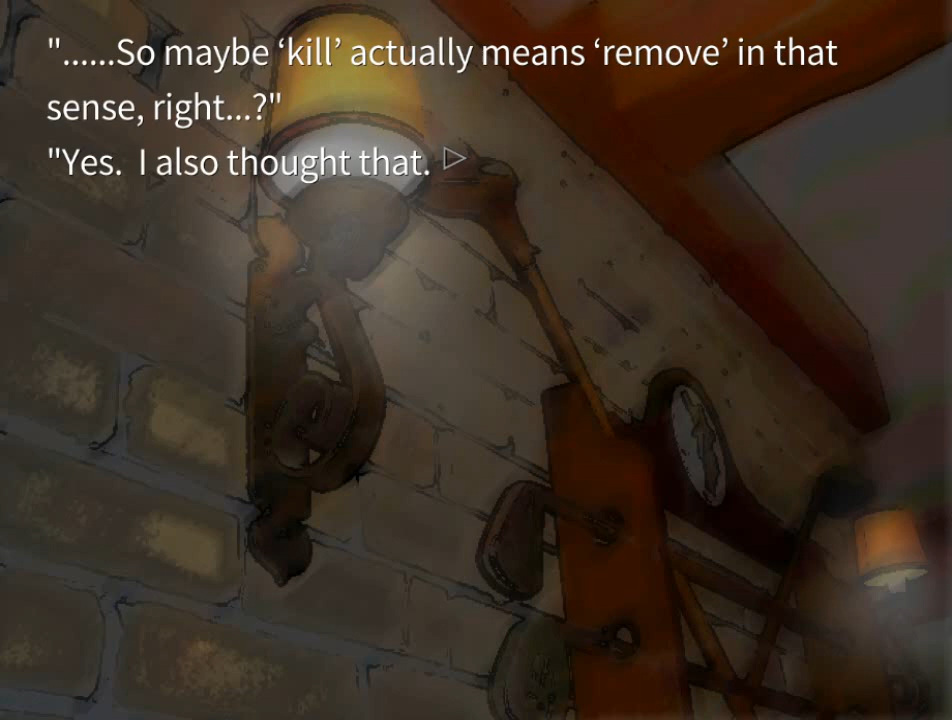 "......So maybe ‘kill’ actually means ‘remove’ in that
sense, right...?"
"Yes.  I also thought that.